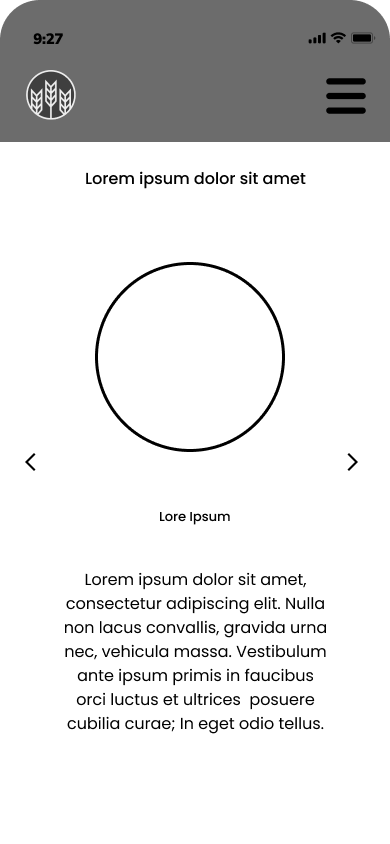 9:27
Lorem ipsum dolor sit amet
Lore Ipsum
Lorem ipsum dolor sit amet,
consectetur adipiscing elit. Nulla
non lacus convallis, gravida urna
nec, vehicula massa. Vestibulum
ante ipsum primis in faucibus
orci luctus et ultrices  posuere
cubilia curae; In eget odio tellus.